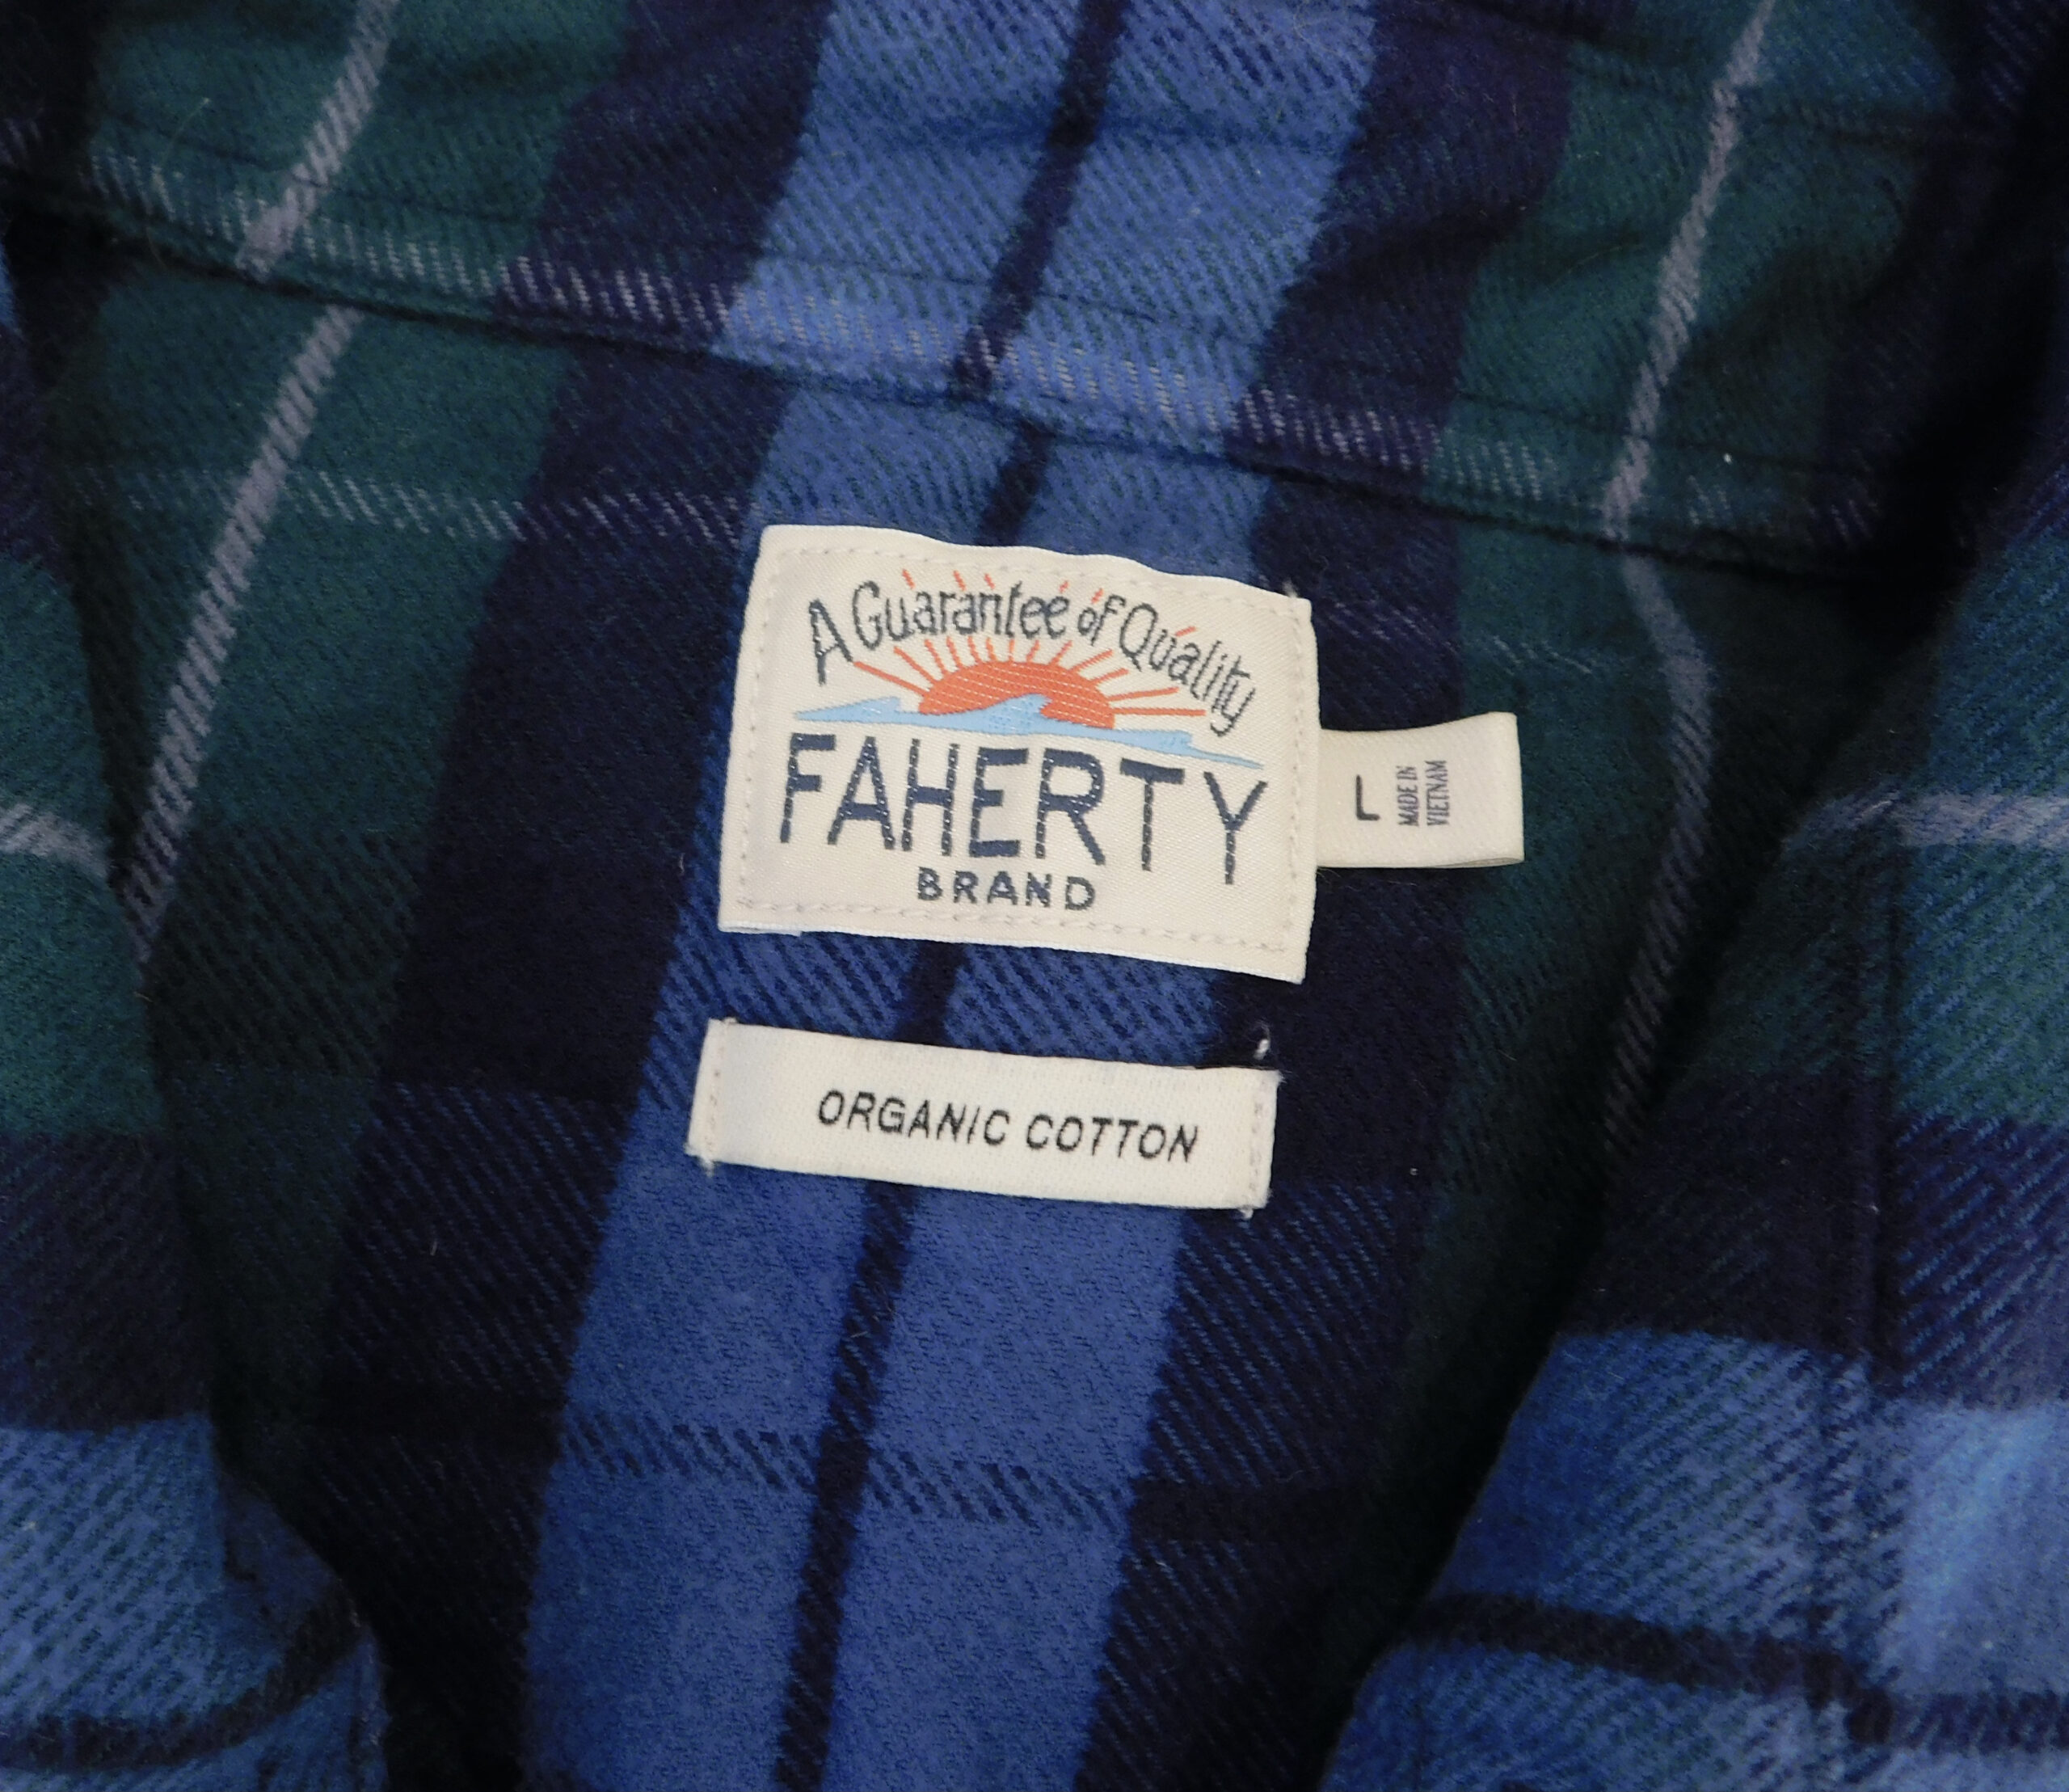 A Guarantee of Quality
FAHERTY
BRAND
L
MADE IN
VIETNAM
ORGANIC COTTON